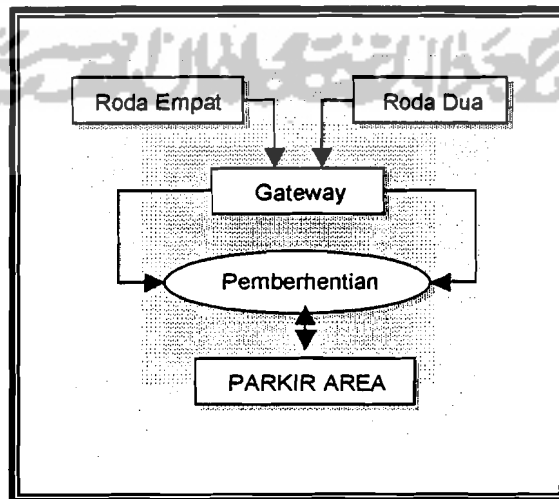 Roda Empat
Roda Dua
Gateway
Pemberhentian
PARKIR AREA